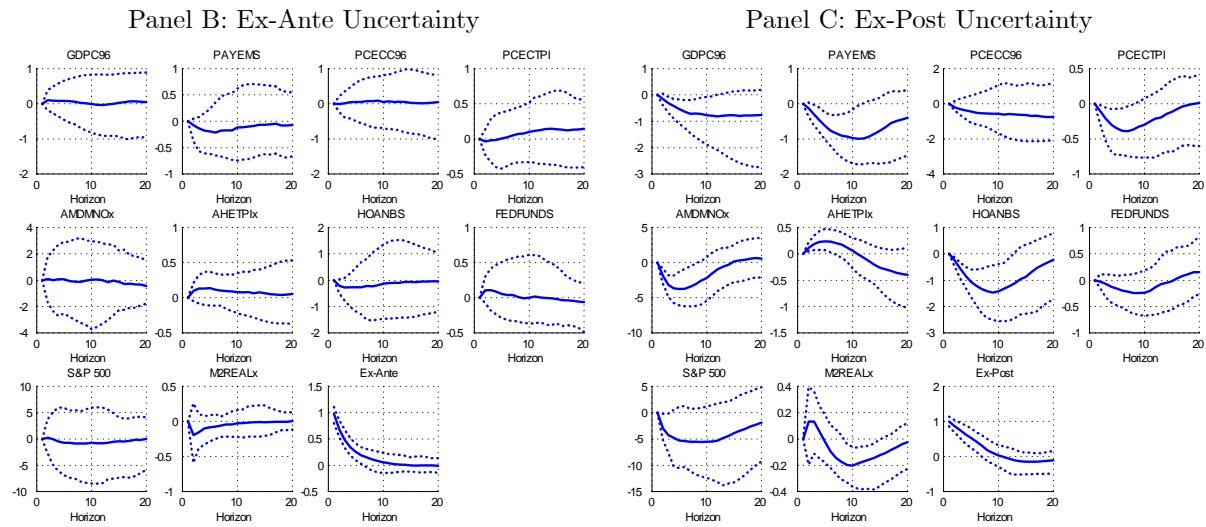 Panel B: Ex-Ante Uncertainty
GDPC96 PAYEMS PCECC96 PCECTPI
1 1 1 1
0 0.5 0 0.5
-1 0 -1 0
-0.5
-2 -1 -2 -0.5
0 10 20 0 10 20 0 10 20 0 10 20
Horizon Horizon Horizon Horizon
AMDMNOx AHETPIx HOANBS FEDFUNDS
4 1 2 1
2 0.5 1 0.5
0 0 0 0
-2 -1
-4 -0.5 -2 -0.5
0 10 20 0 10 20 0 10 20 0 10 20
Horizon Horizon Horizon Horizon
S&P 500 M2REALx Ex-Ante
10 0.5 1.5
5 0 1
0 -0.5 0.5
-5 0
-10 -1 -0.5
0 10 20 0 10 20 0 10 20
Horizon Horizon Horizon
Panel C: Ex-Post Uncertainty
GDPC96 PAYEMS PCECC96 PCECTPI
1 1 2 0.5
0 0 0 0
-1 -1 -2 -0.5
-2
-3 -2 -4 -1
0 10 20 0 10 20 0 10 20 0 10 20
Horizon Horizon Horizon Horizon
AMDMNOx AHETPIx HOANBS FEDFUNDS
5 0.5 1 1
0 0 0 0.5
-5 -0.5 -1 0
-1 -2 -0.5
-10 -1.5 -3 -1
0 10 20 0 10 20 0 10 20 0 10 20
Horizon Horizon Horizon Horizon
S&P 500 M2REALx Ex-Post
5 0.4 2
0 0.2 1
-5 0 0
-10 -0.2
-15 -0.4 -1
0 10 20 0 10 20 0 10 20
Horizon Horizon Horizon